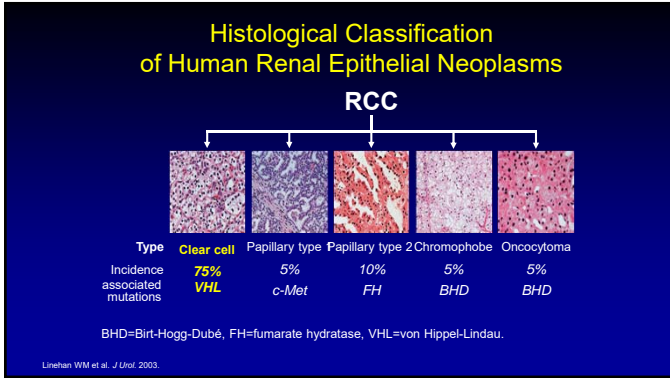 Histological Classification
of Human Renal Epithelial Neoplasms
RCC
Type Clear cell Papillary type 1 Papillary type 2 Chromophobe Oncocytoma
Incidence 75% 5% 10% 5% 5%
associated VHL c-Met FH BHD BHD
mutations
BHD=Birt-Hogg-Dubé, FH=fumarate hydratase, VHL=von Hippel-Lindau.
Linehan WM et al. J Urol. 2003.